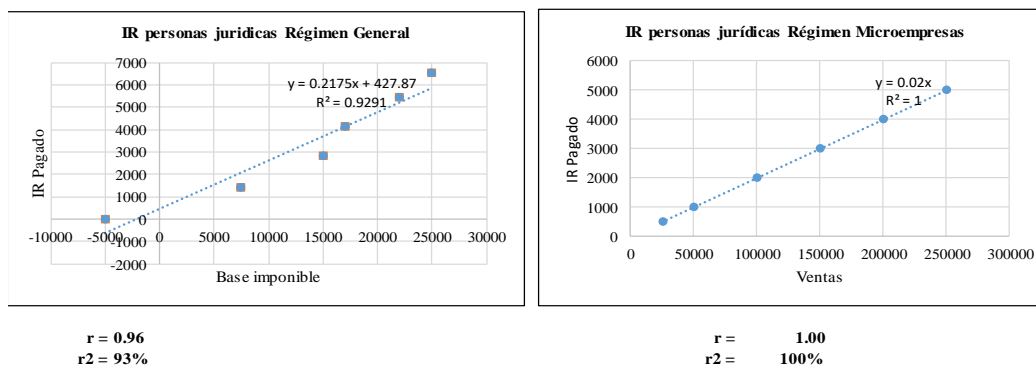 IR personas juridicas Régimen General
7000
6000
5000
4000
3000
2000
1000
0
-1000
-2000
y = 0.2175x + 427.87
R² = 0.9291
IR Pagado
-10000 -5000 0 5000 10000 15000 20000 25000 30000
Base imponible
r = 0.96
r2 = 93%
IR personas jurídicas Régimen Microempresas
6000
5000
4000
3000
2000
1000
0
y = 0.02x
R² = 1
IR Pagado
50000 100000 150000 200000 250000 300000
Ventas
r = 1.00
r2 = 100%